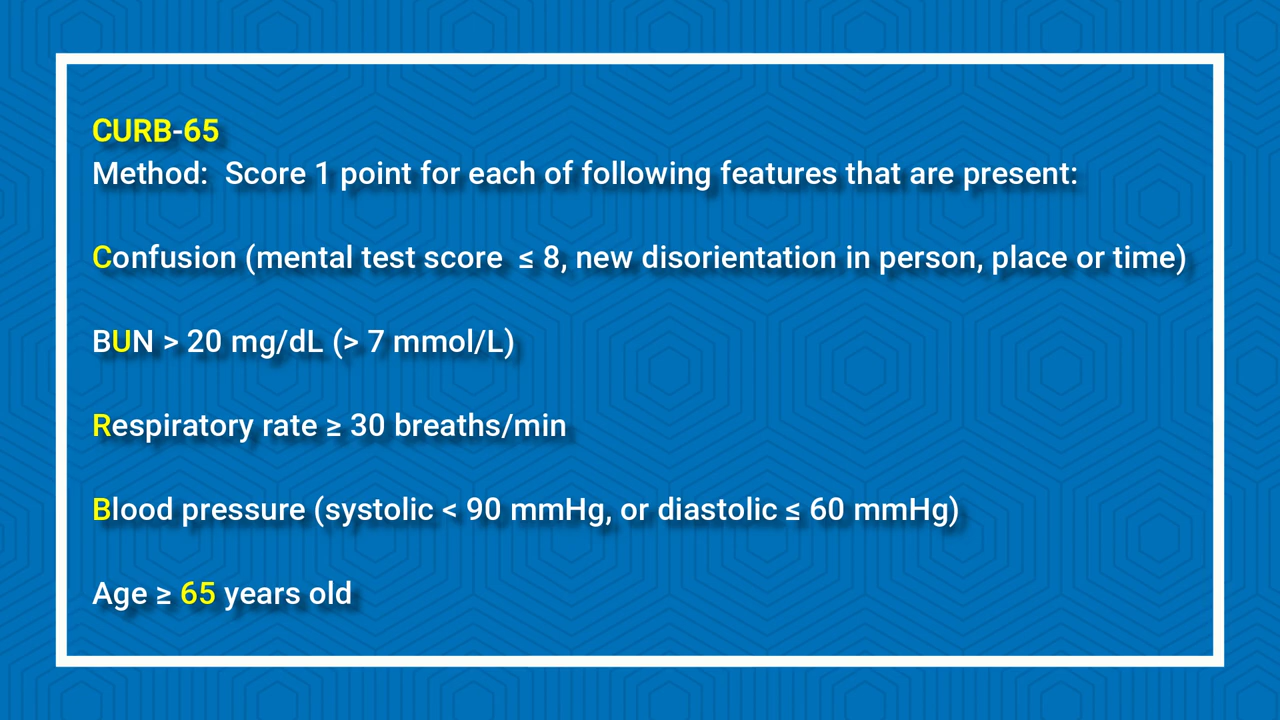 CURB-65
Method:  Score 1 point for each of following features that are present:
Confusion (mental test score  ≤ 8, new disorientation in person, place or time)
BUN > 20 mg/dL (> 7 mmol/L)
Respiratory rate ≥ 30 breaths/min
Blood pressure (systolic < 90 mmHg, or diastolic ≤ 60 mmHg)
Age ≥ 65 years old